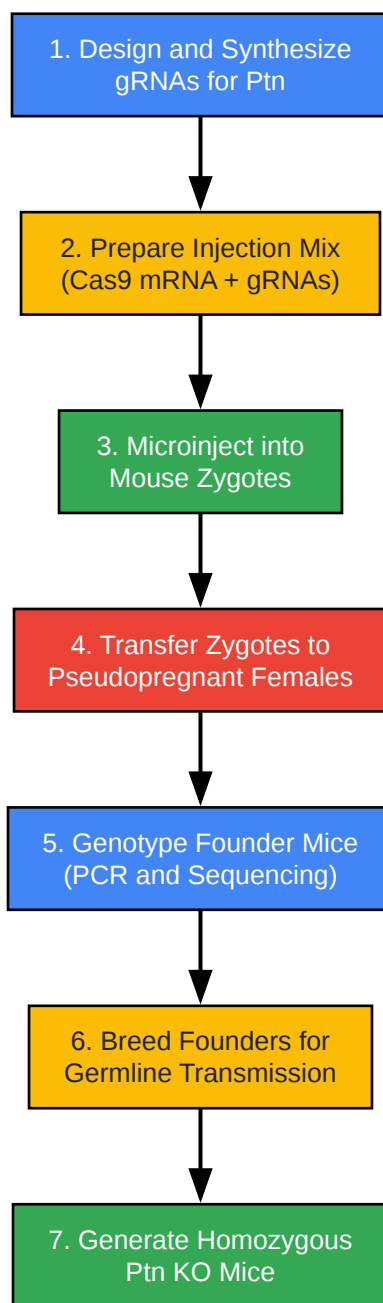 1. Design and Synthesize
gRNAs for Ptn
2. Prepare Injection Mix
(Cas9 mRNA + gRNAs)
3. Microinject into
Mouse Zygotes
4. Transfer Zygotes to
Pseudopregnant Females
5. Genotype Founder Mice
(PCR and Sequencing)
6. Breed Founders for
Germline Transmission
7. Generate Homozygous
Ptn KO Mice